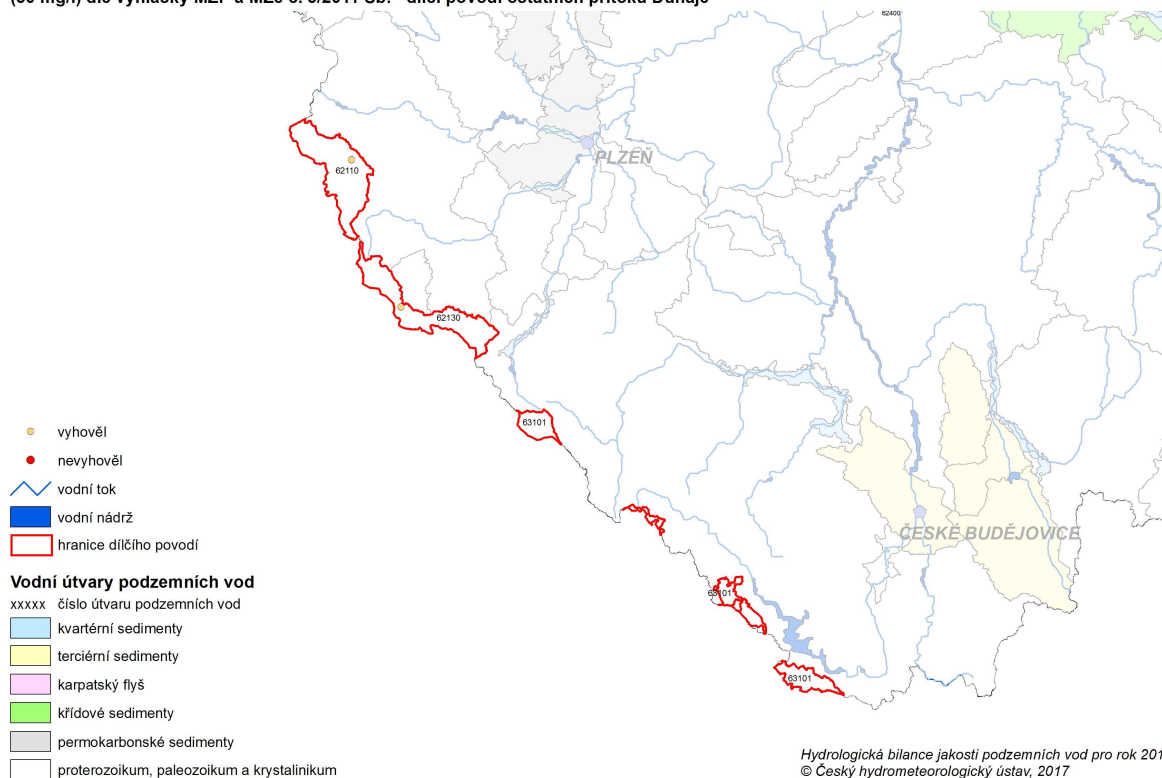 62400
PLZEŇ
62110
62130
63101
ČESKÉ BUDĚJOVICE
63101
63101
vyhověl
nevyhověl
vodní tok
vodní nádrž
hranice dílčího povodí
Vodní útvary podzemních vod
xxxxx číslo útvaru podzemních vod
kvartérní sedimenty
terciérní sedimenty
karpatský flyš
křídové sedimenty
permokarbonské sedimenty
proterozoikum, paleozoikum a krystalinikum
Hydrologická bilance jakosti podzemních vod pro rok 201
© Český hydrometeorologický ústav, 2017